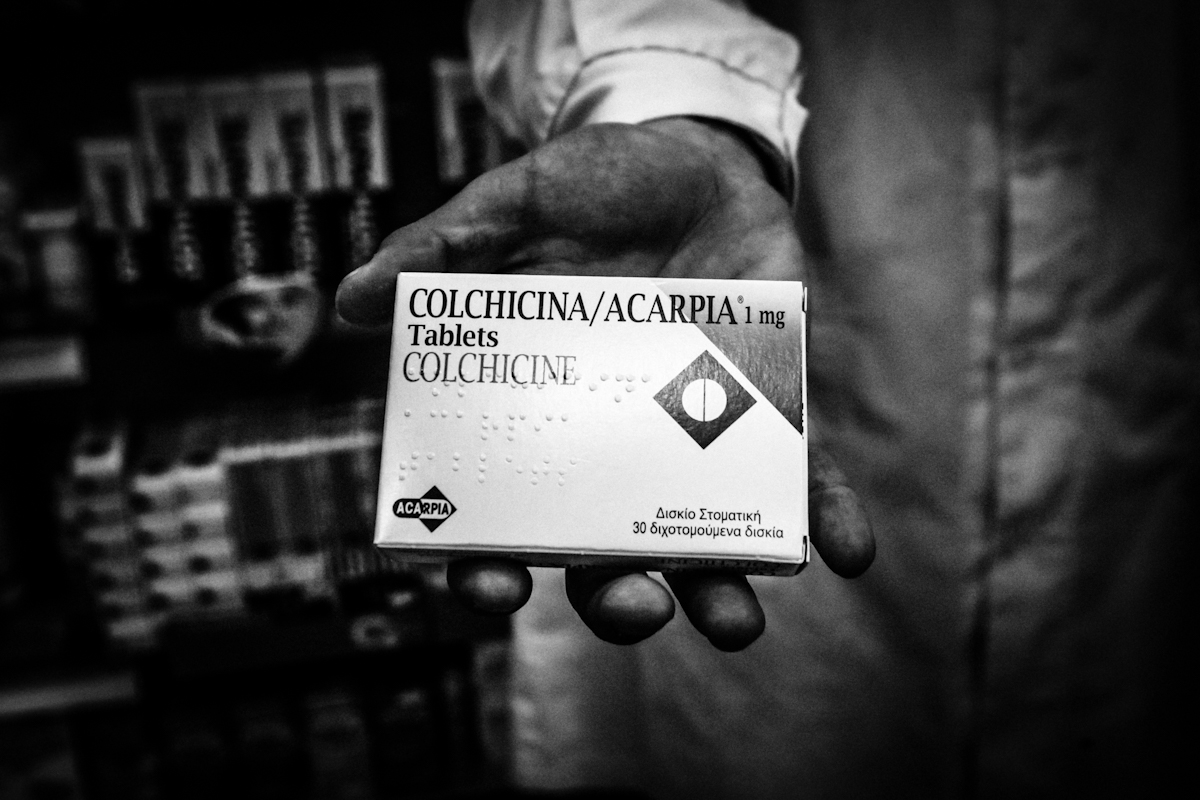 COLCHICINA/ACARPIA® 1 mg
Tablets
COLCHICINE
ACARPIA
Δισκίο Στοματική
30 διχοτομούμενα δισκία